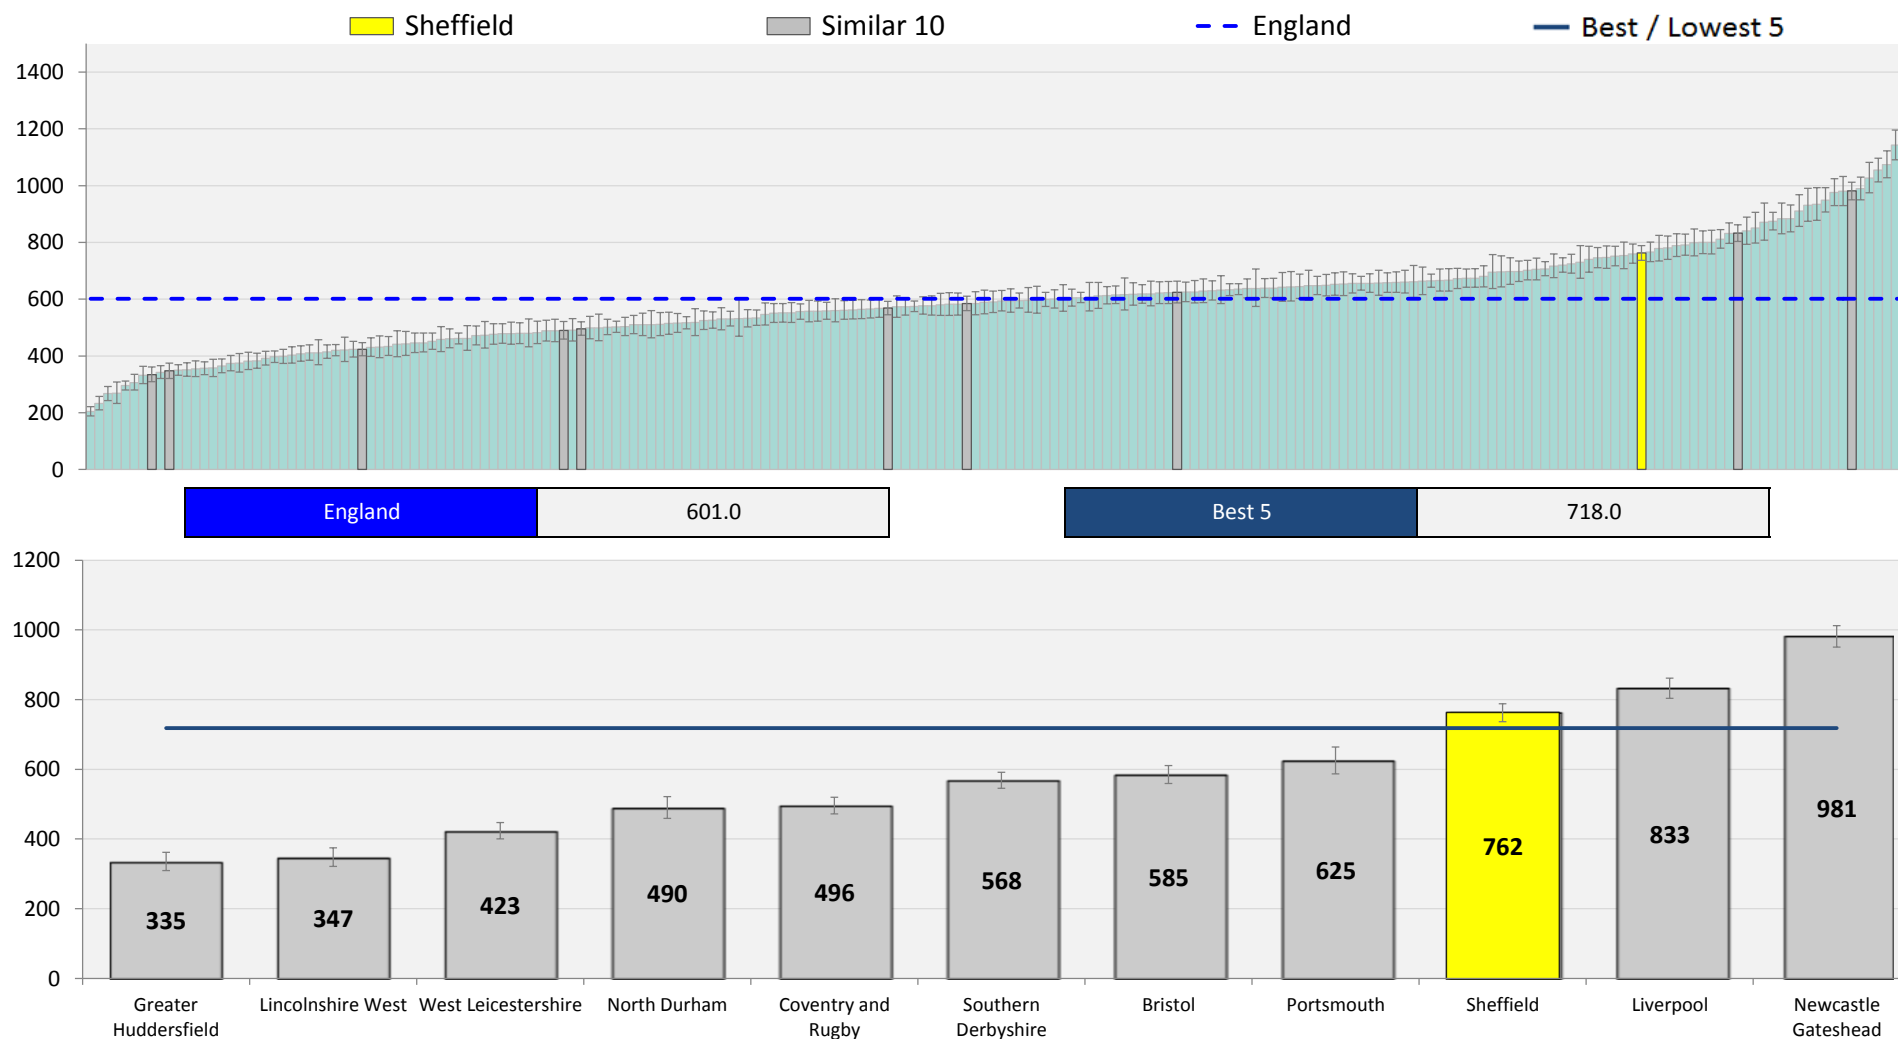 Sheffield
Similar 10
England
Best / Lowest 5
1400
1200
1000
800
600
400
200
0
England
601.0
Best 5
718.0
1200
1000
800
600
400
200
0
335
347
423
490
496
568
585
625
762
833
981
Greater
Huddersfield
Lincolnshire West
West Leicestershire
North Durham
Coventry and
Rugby
Southern
Derbyshire
Bristol
Portsmouth
Sheffield
Liverpool
Newcastle
Gateshead